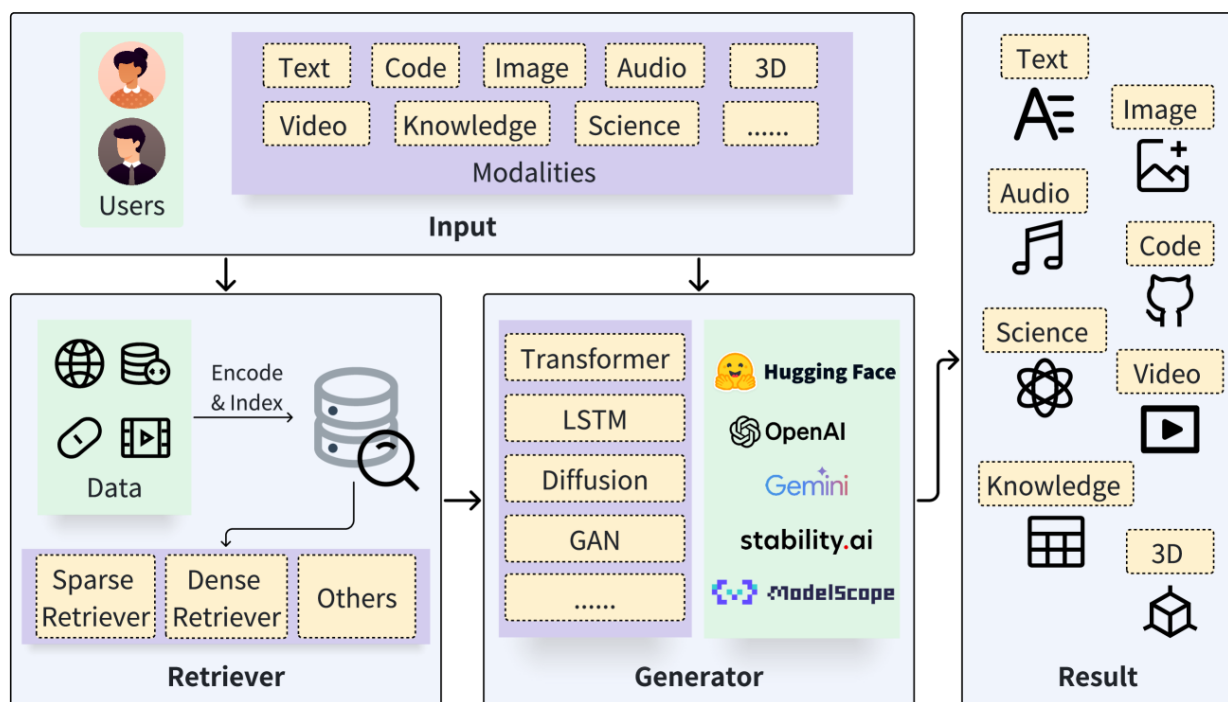 Text
Code
Image
Audio
3D
Video
Knowledge
Science
......
Modalities
Users
Input
Encode
& Index
Data
Sparse
Retriever
Dense
Retriever
Others
Retriever
Transformer
LSTM
Diffusion
GAN
......
Hugging Face
OpenAI
Gemini
stability.ai
ModelScope
Generator
Text
Image
Audio
Code
Science
Video
Knowledge
3D
Result